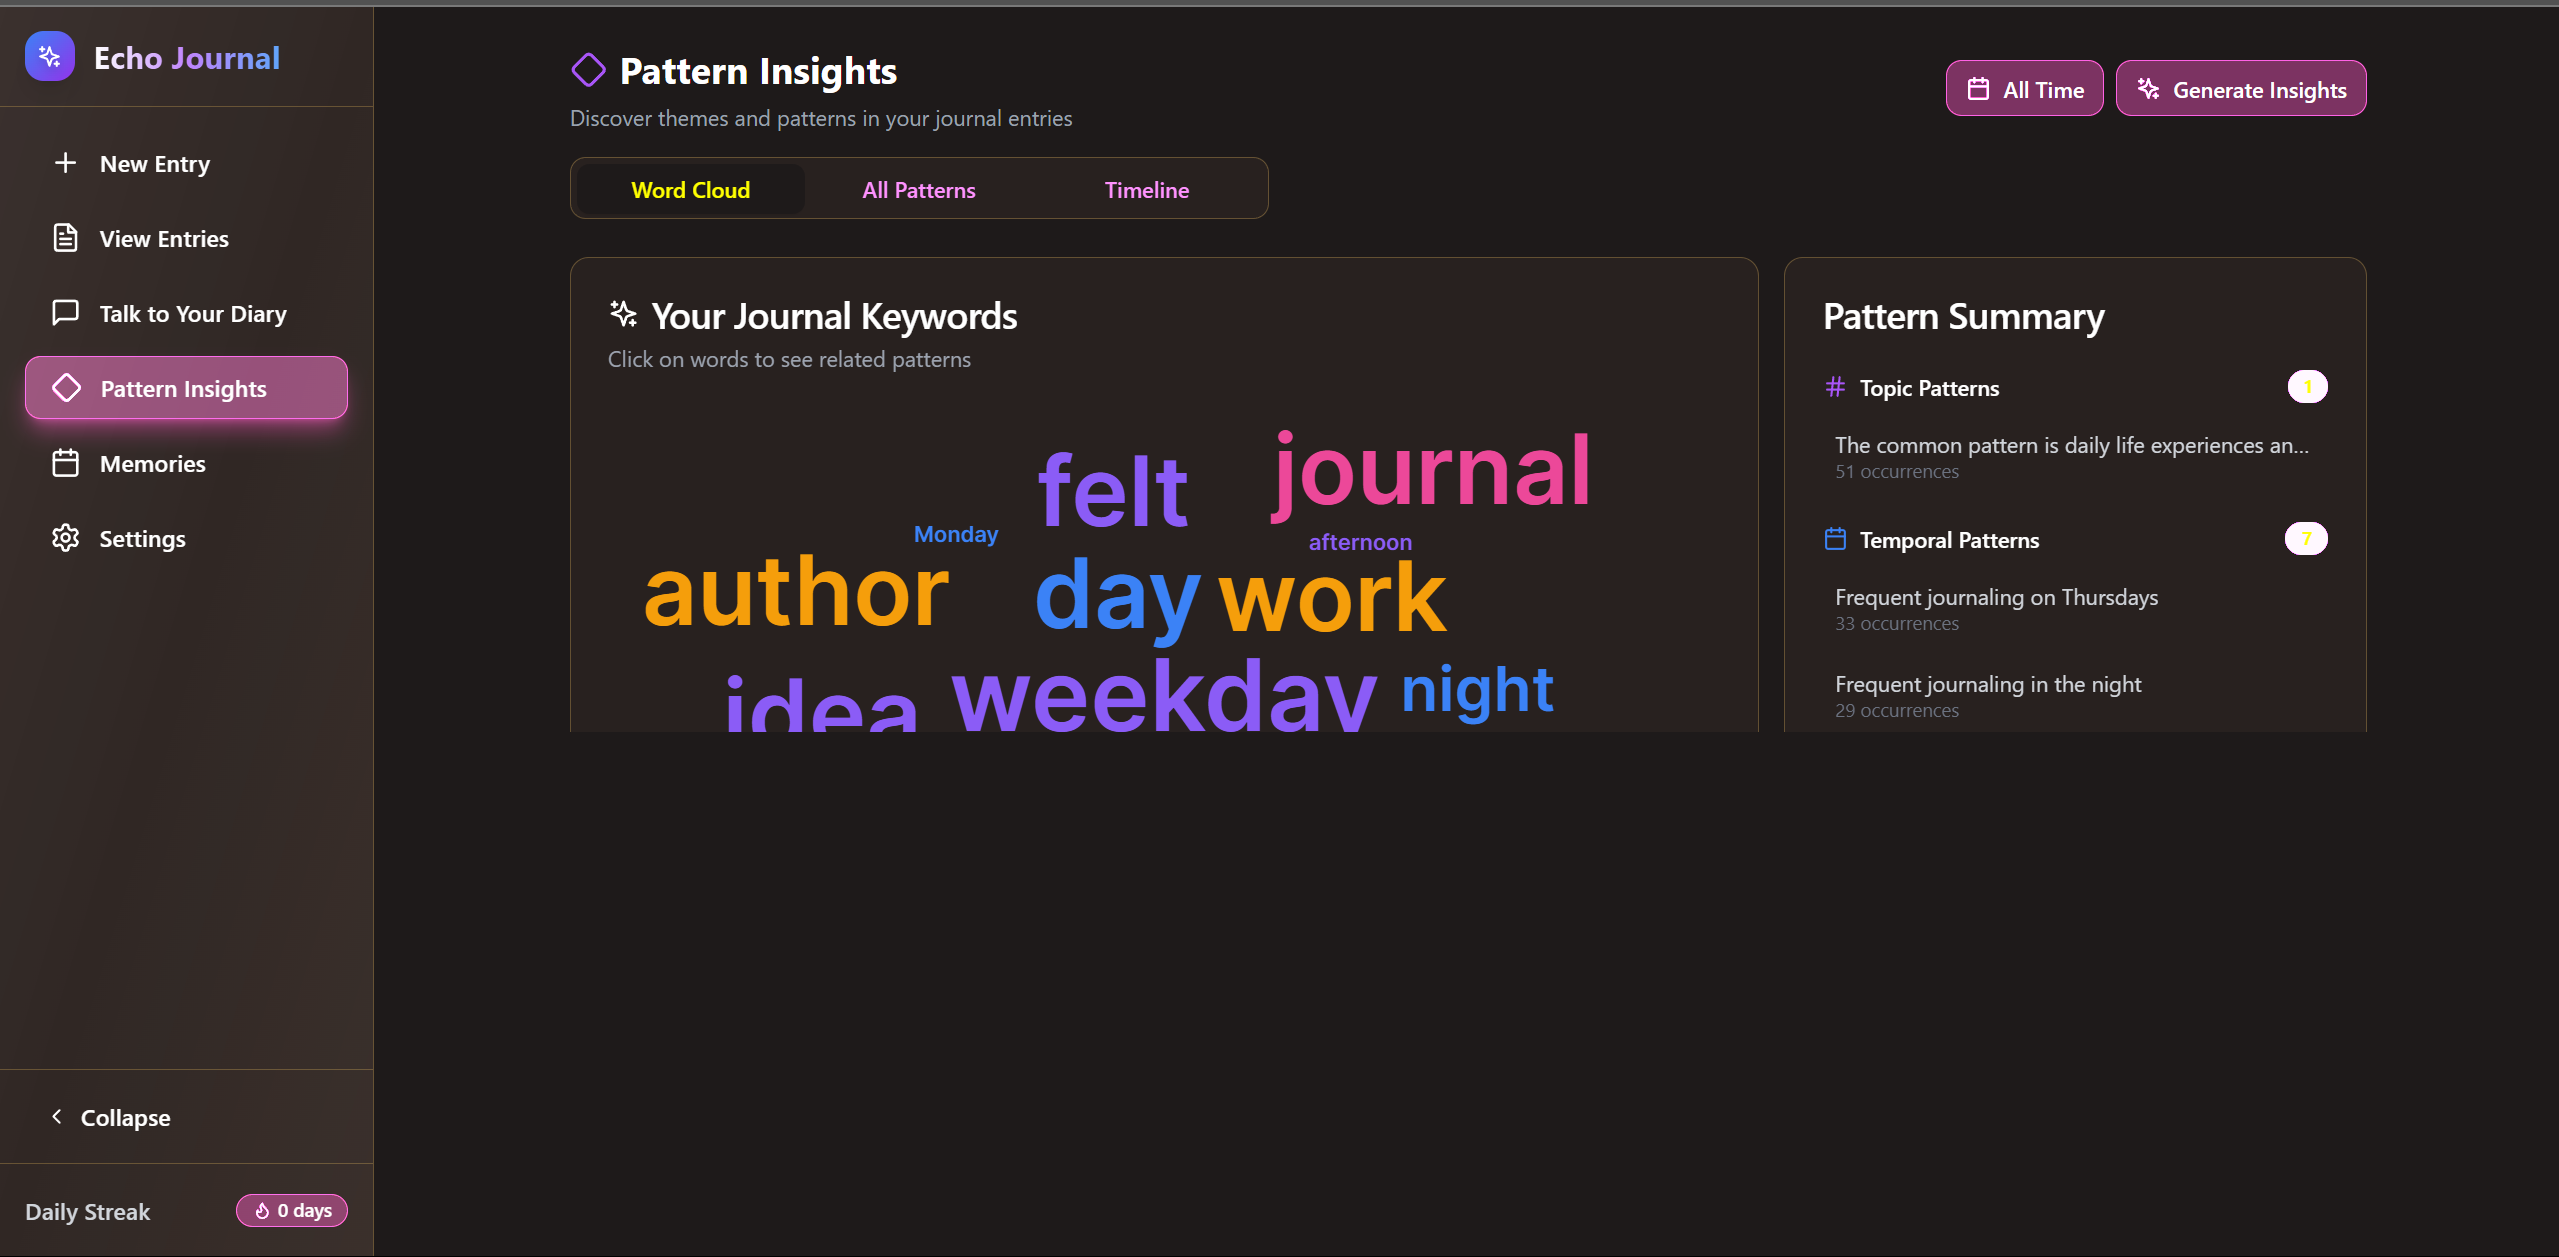 Echo Journal
New Entry
View Entries
Talk to Your Diary
Pattern Insights
Memories
Settings
Collapse
Daily Streak
0 days
Pattern Insights
Discover themes and patterns in your journal entries
All Time
Generate Insights
Word Cloud
All Patterns
Timeline
Your Journal Keywords
Click on words to see related patterns
journal
felt
Monday
afternoon
author
day
work
idea
weekday
night
Pattern Summary
Topic Patterns
1
The common pattern is daily life experiences an...
51 occurrences
Temporal Patterns
7
Frequent journaling on Thursdays
33 occurrences
Frequent journaling in the night
29 occurrences